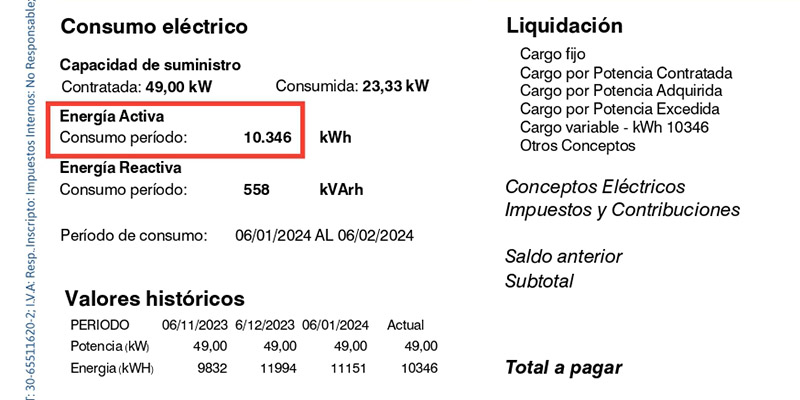 Consumo eléctrico
Capacidad de suministro
Contratada: 49,00 kW Consumida: 23,33 kW
Energía Activa
Consumo período: 10.346 kWh
Energía Reactiva
Consumo período: 558 kVArh
Período de consumo: 06/01/2024 AL 06/02/2024
Valores históricos
PERIODO 06/11/2023 6/12/2023 06/01/2024 Actual
Potencia (kW) 49,00 49,00 49,00 49,00
Energia (kWH) 9832 11994 11151 10346
Liquidación
Cargo fijo
Cargo por Potencia Contratada
Cargo por Potencia Adquirida
Cargo por Potencia Excedida
Cargo variable - kWh 10346
Otros Conceptos
Conceptos Eléctricos
Impuestos y Contribuciones
Saldo anterior
Subtotal
Total a pagar
T: 30-65511620-2; I.V.A: Resp..Inscripto: Impuestos Internos: No Responsable;